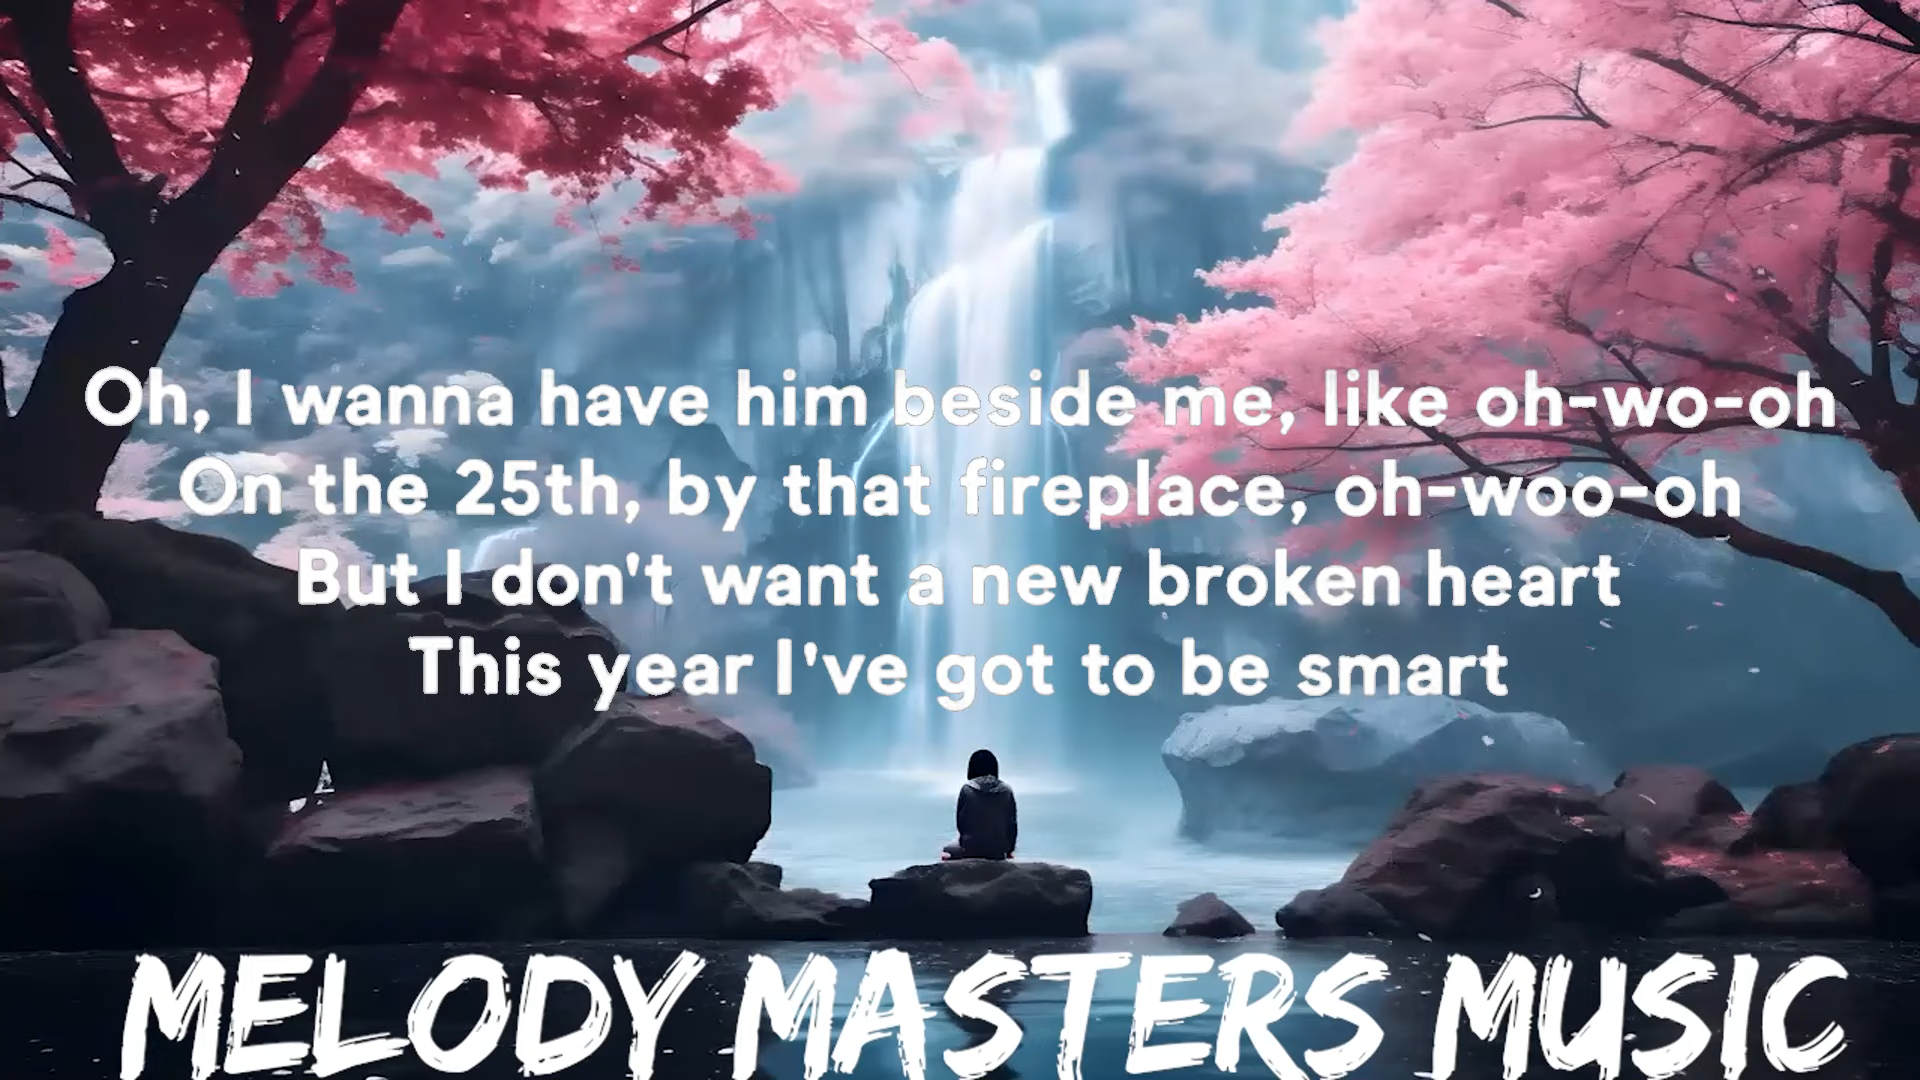 Oh, I wanna have him beside me, like oh-wo-oh
On the 25th, by that fireplace, oh-woo-oh
But I don't want a new broken heart
This year I've got to be smart
MELODY MASTERS MUSIC